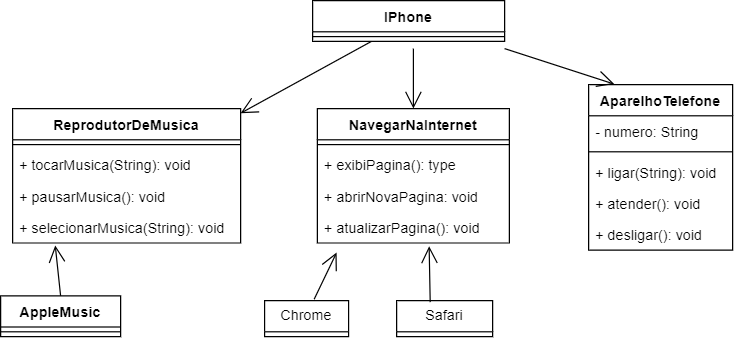 IPhone
ReprodutorDeMusica
+ tocarMusica(String): void
+ pausarMusica(): void
+ selecionarMusica(String): void
NavegarNaInternet
+ exibiPagina(): type
+ abrirNovaPagina: void
+ atualizarPagina(): void
AparelhoTelefone
- numero: String
+ ligar(String): void
+ atender(): void
+ desligar(): void
AppleMusic
Chrome
Safari